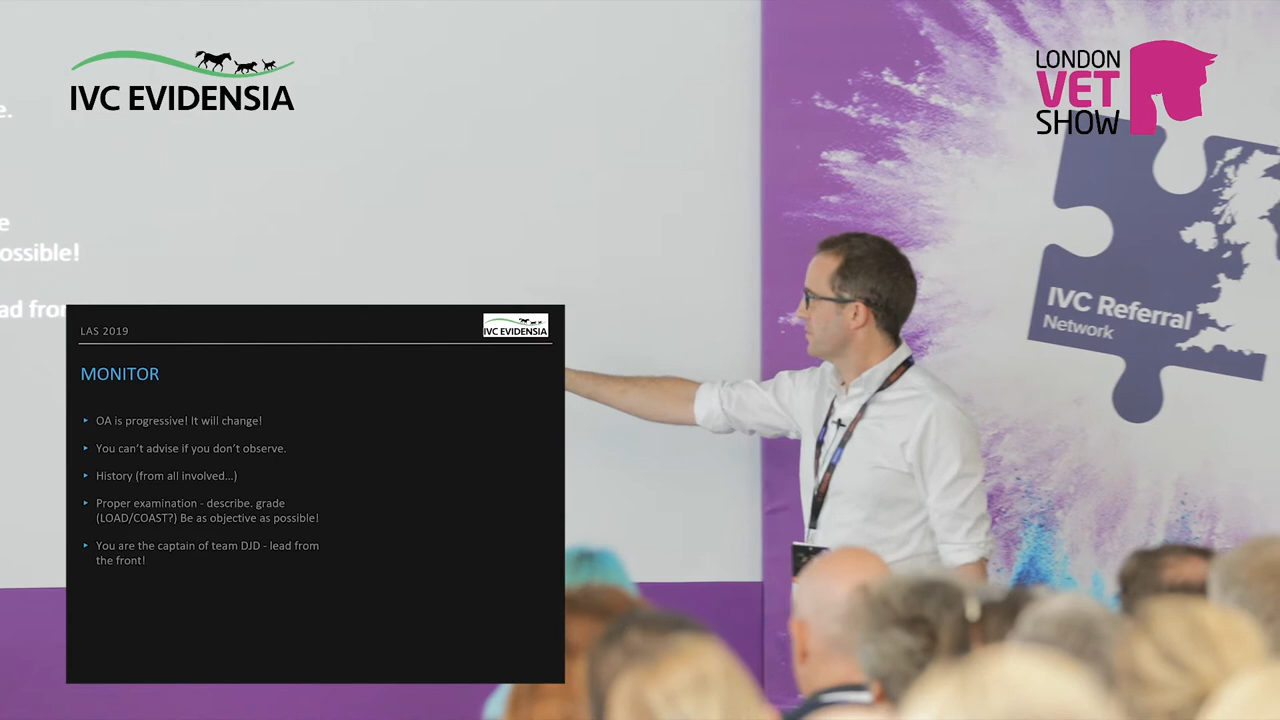 IVC EVIDENSIA
LONDON
VET
SHOW
e.
e
ossible!
ad from
IVC Referral
Network
LAS 2019
IVC EVIDENSIA
MONITOR
OA is progressive! It will change!
You can't advise if you don't observe.
History (from all involved...)
Proper examination - describe, grade
(LOAD/COAST?) Be as objective as possible!
You are the captain of team DJD - lead from
the front!